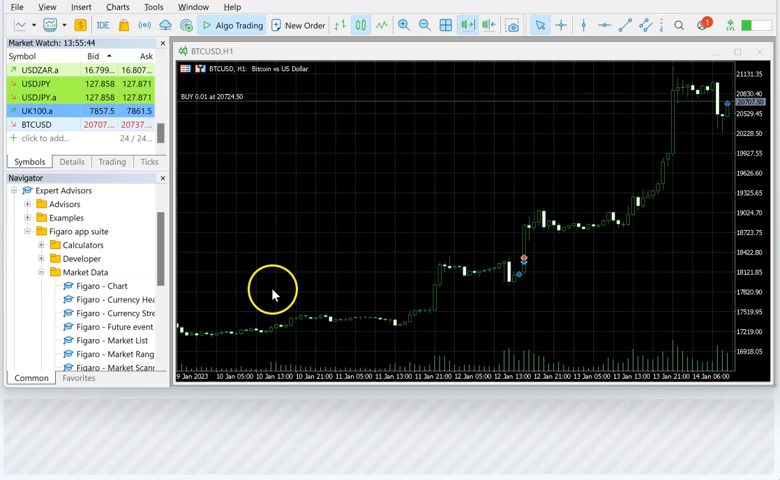 File View Insert Charts Tools Window Help
IDE Algo Trading New Order 1 LVL
Market Watch: 13:55:44
Symbol Bid Ask
USDZAR.a 16.799... 16.807...
USDJPY 127.858 127.871
USDJPY.a 127.858 127.871
UK100.a 7857.5 7861.5
BTCUSD 20707.... 20737....
click to add... 24 / 24...
Symbols Details Trading Ticks
Navigator
Expert Advisors
Advisors
Examples
Figaro app suite
Calculators
Developer
Market Data
Figaro - Chart
Figaro - Currency Hea
Figaro - Currency Stre
Figaro - Future event
Figaro - Market List
Figaro - Market Rang
Figaro - Market Scann
Common Favorites
BTCUSD,H1
BTCUSD, H1: Bitcoin vs US Dollar
BUY 0.01 at 20724.50
21131.35
20830.40
20707.50
20529.45
20228.50
19927.55
19626.60
19325.65
19024.70
18723.75
18422.80
18121.85
17820.90
17519.95
17219.00
16918.05
9 Jan 2023 10 Jan 05:00 10 Jan 13:00 10 Jan 21:00 11 Jan 05:00 11 Jan 13:00 11 Jan 21:00 12 Jan 05:00 12 Jan 13:00 12 Jan 21:00 13 Jan 05:00 13 Jan 13:00 13 Jan 21:00 14 Jan 06:00